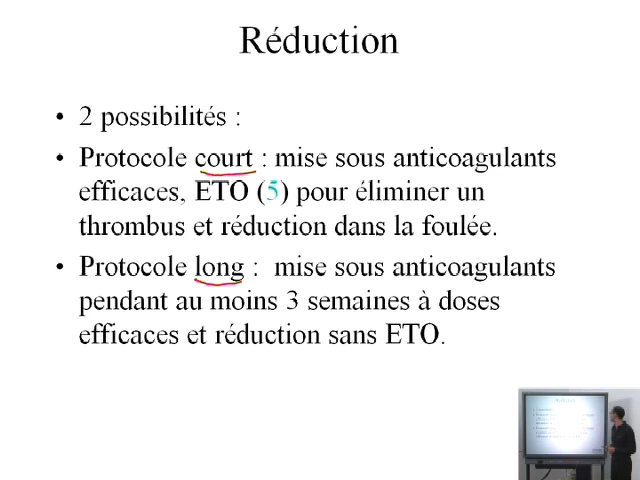 Réduction
• 2 possibilités :
• Protocole court : mise sous anticoagulants
efficaces, ETO (5) pour éliminer un
thrombus et réduction dans la foulée.
• Protocole long : mise sous anticoagulants
pendant au moins 3 semaines à doses
efficaces et réduction sans ETO.